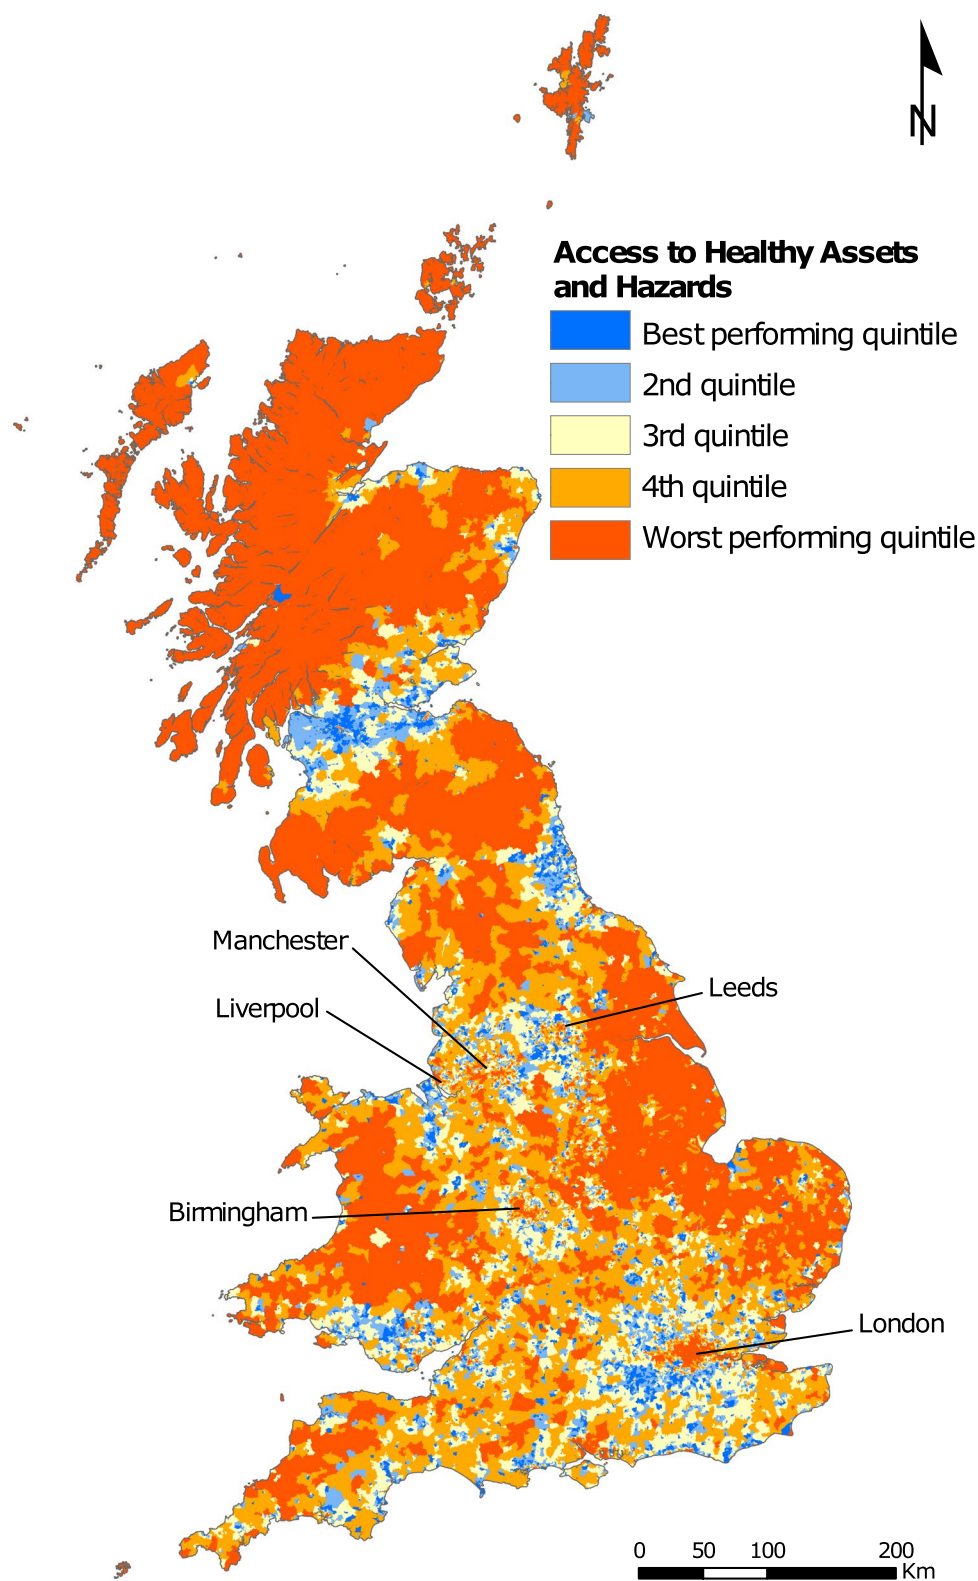 N
Access to Healthy Assets
and Hazards
Best performing quintile
2nd quintile
3rd quintile
4th quintile
Worst performing quintile
Manchester
Leeds
Liverpool
Birmingham
London
0 50 100 200
Km